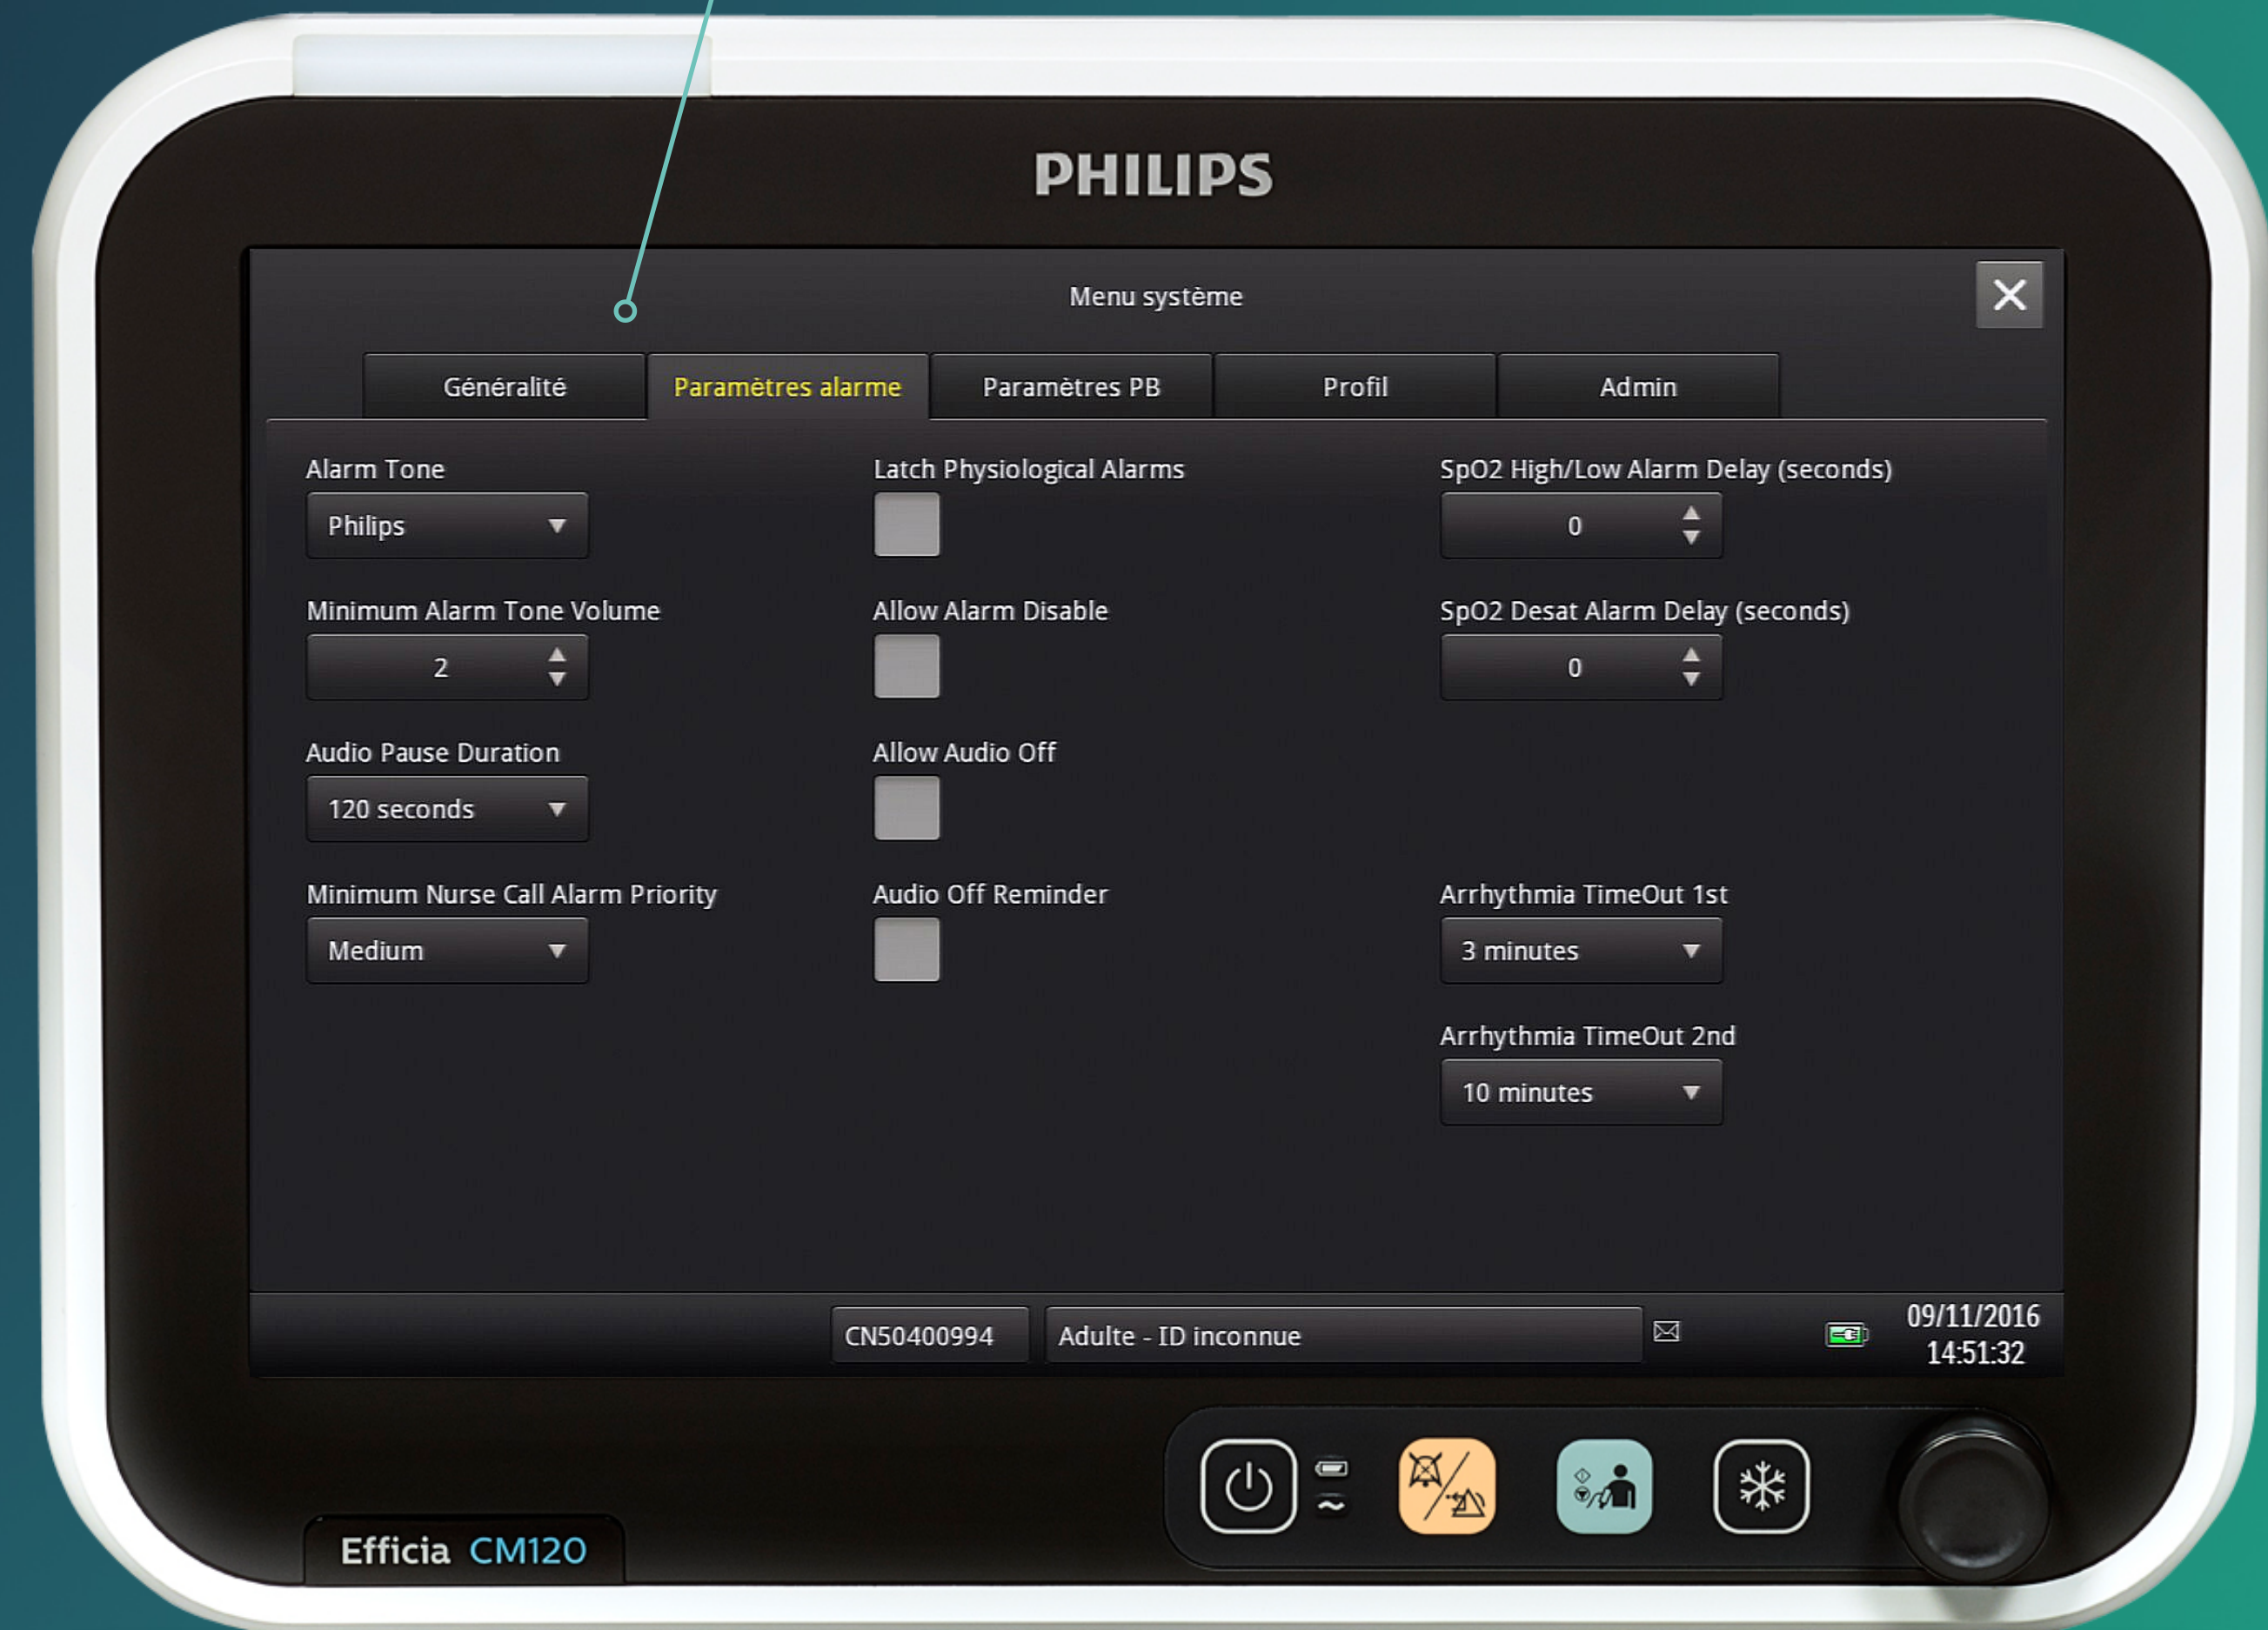 PHILIPS
Menu système
Généralité
Paramètres alarme
Paramètres PB
Profil
Admin
Alarm Tone
Philips
Minimum Alarm Tone Volume
2
Audio Pause Duration
120 seconds
Minimum Nurse Call Alarm Priority
Medium
Latch Physiological Alarms
Allow Alarm Disable
Allow Audio Off
Audio Off Reminder
SpO2 High/Low Alarm Delay (seconds)
0
SpO2 Desat Alarm Delay (seconds)
0
Arrhythmia TimeOut 1st
3 minutes
Arrhythmia TimeOut 2nd
10 minutes
CN50400994
Adulte - ID inconnue
09/11/2016
14:51:32
Efficia CM120